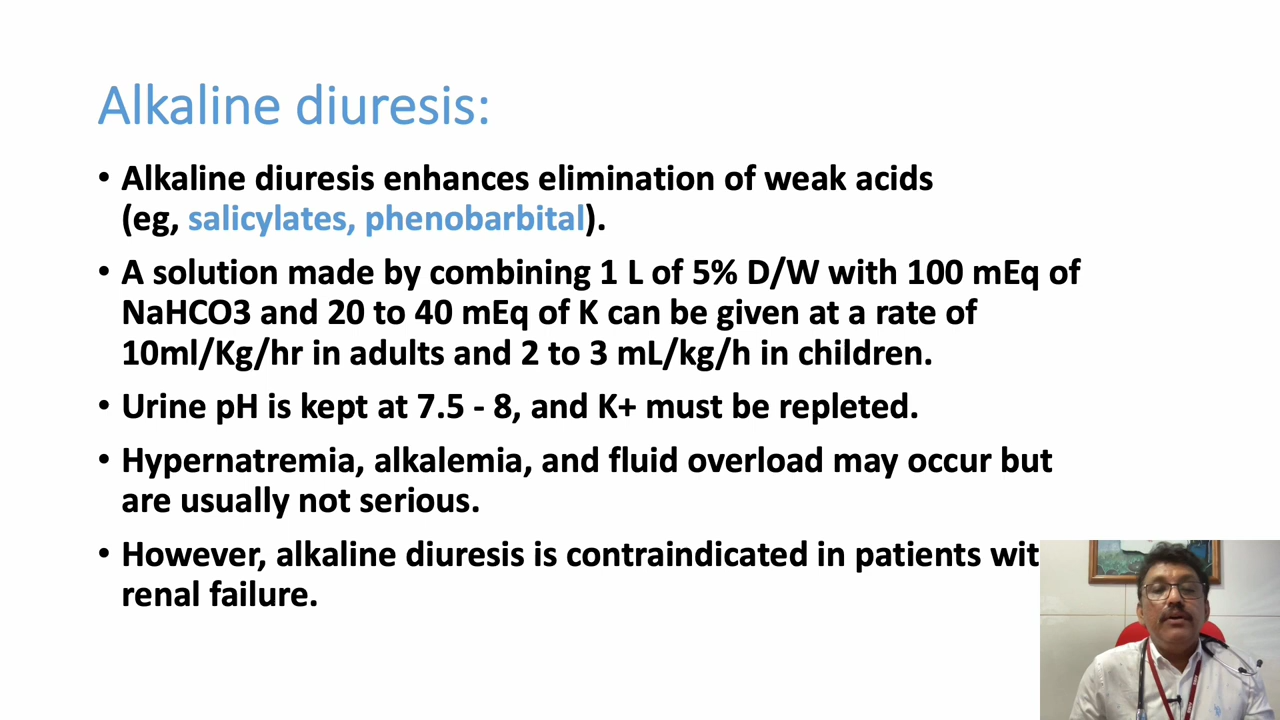 Alkaline diuresis:
• Alkaline diuresis enhances elimination of weak acids
(eg, salicylates, phenobarbital).
• A solution made by combining 1 L of 5% D/W with 100 mEq of
NaHCO3 and 20 to 40 mEq of K can be given at a rate of
10ml/Kg/hr in adults and 2 to 3 mL/kg/h in children.
• Urine pH is kept at 7.5 - 8, and K+ must be repleted.
• Hypernatremia, alkalemia, and fluid overload may occur but
are usually not serious.
• However, alkaline diuresis is contraindicated in patients wit
renal failure.